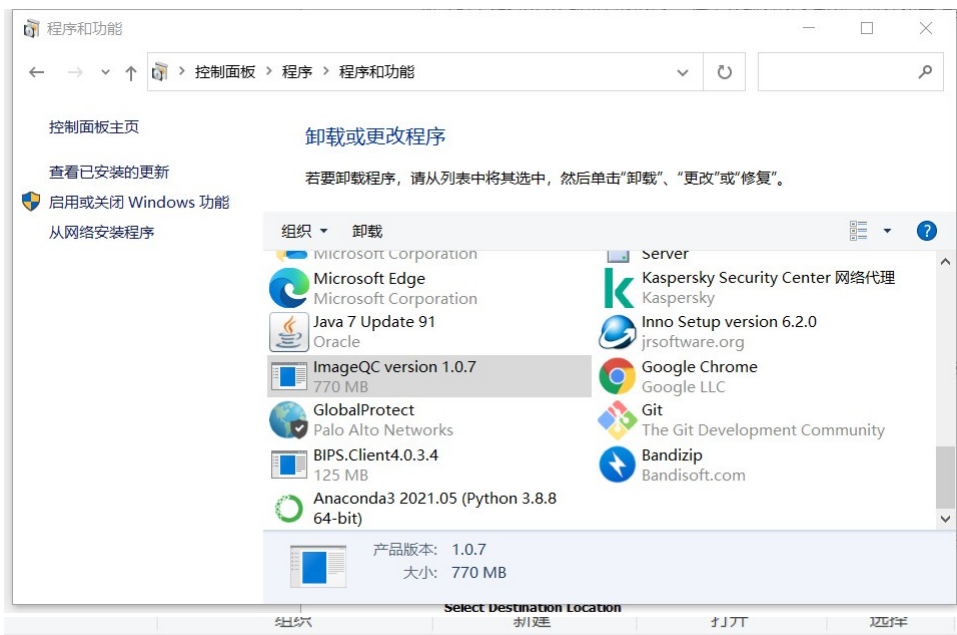 程序和功能
控制面板 程序 程序和功能
控制面板主页
查看已安装的更新
启用或关闭 Windows 功能
从网络安装程序
卸载或更改程序
若要卸载程序，请从列表中将其选中，然后单击"卸载"、"更改"或"修复"。
组织 卸载
Microsoft Corporation
Microsoft Edge
Microsoft Corporation
Java 7 Update 91
Oracle
ImageQC version 1.0.7
770 MB
GlobalProtect
Palo Alto Networks
BIPS.Client4.0.3.4
125 MB
Anaconda3 2021.05 (Python 3.8.8
64-bit)
Server
Kaspersky Security Center 网络代理
Kaspersky
Inno Setup version 6.2.0
jrsoftware.org
Google Chrome
Google LLC
Git
The Git Development Community
Bandizip
Bandisoft.com
产品版本: 1.0.7
大小: 770 MB
Select Destination Location
组织 新建 打开 选择